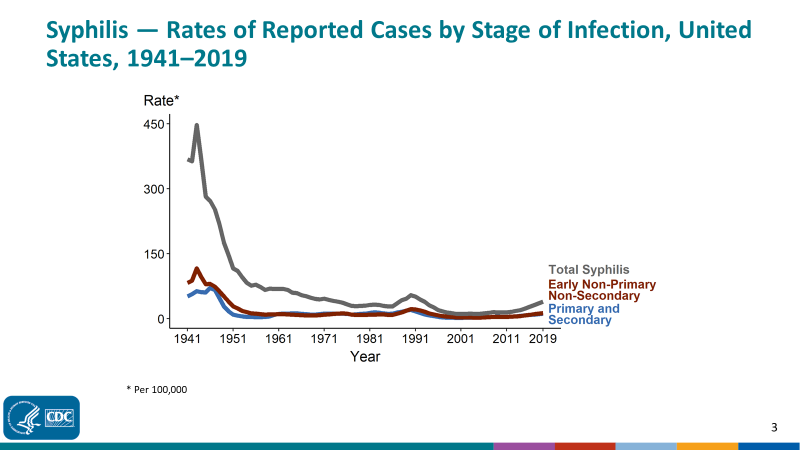 Syphilis — Rates of Reported Cases by Stage of Infection, United
States, 1941–2019
Rate*
450
300
150
0
Total Syphilis
Early Non-Primary
Non-Secondary
Primary and
Secondary
1941 1951 1961 1971 1981 1991 2001 2011 2019
Year
* Per 100,000
CDC
3